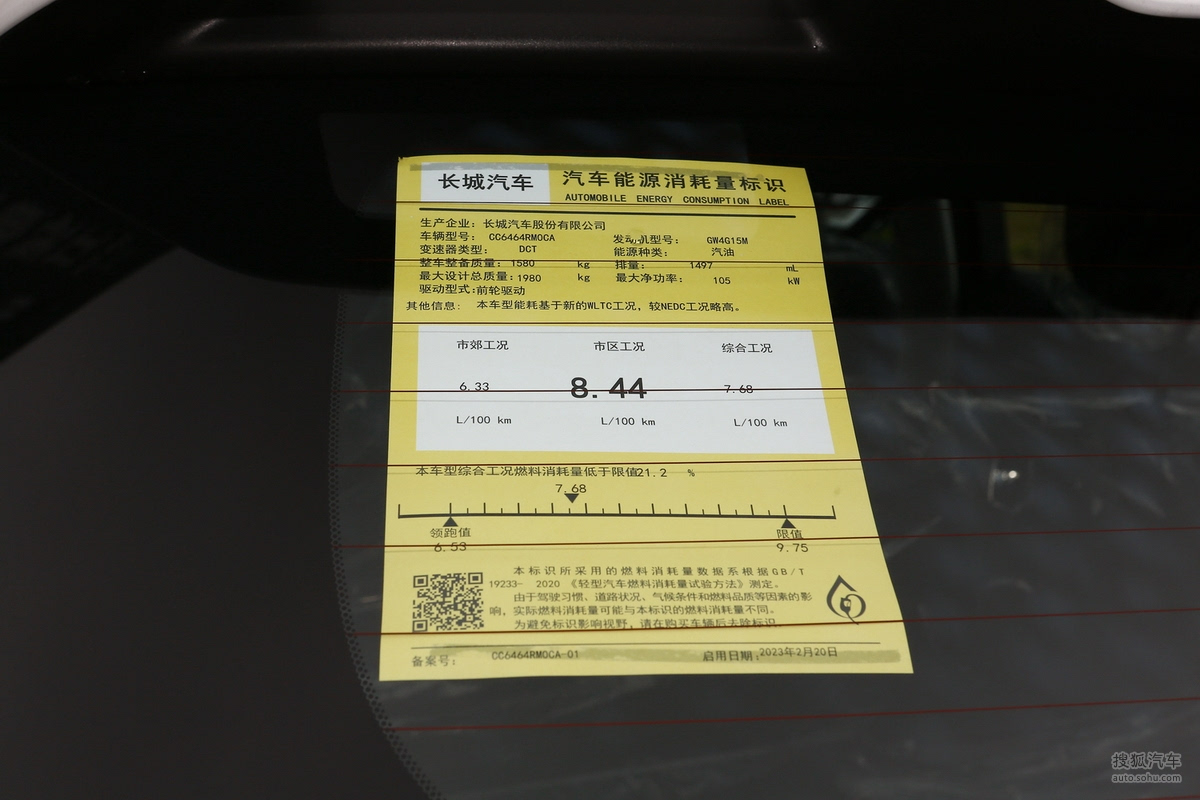 长城汽车 汽车能源消耗量标识
AUTOMOBILE ENERGY CONSUMPTION LABEL
生产企业: 长城汽车股份有限公司
车辆型号: CC6464RM0CA 发动机型号: GW4G15M
变速器类型: DCT 能源种类: 汽油
整车整备质量: 1580 kg 排量: 1497 mL
最大设计总质量: 1980 kg 最大净功率: 105 kW
驱动型式: 前轮驱动
其他信息: 本车型能耗基于新的WLTC工况, 较NEDC工况略高。
市郊工况 市区工况 综合工况
6.33 8.44 7.68
L/100 km L/100 km L/100 km
本车型综合工况燃料消耗量低于限值21.2 %
7.68
领跑值 限值
6.53 9.75
本标识所采用的燃料消耗量数据系根据GB/T
19233- 2020 《轻型汽车燃料消耗量试验方法》测定。
由于驾驶习惯、道路状况、气候条件和燃料品质等因素的影
响, 实际燃料消耗量可能与本标识的燃料消耗量不同。
为避免标识影响视野, 请在购买车辆后去除标识.
备案号: CC6464RM0CA-01 启用日期: 2023年2月20日
搜狐汽车
auto.sohu.com